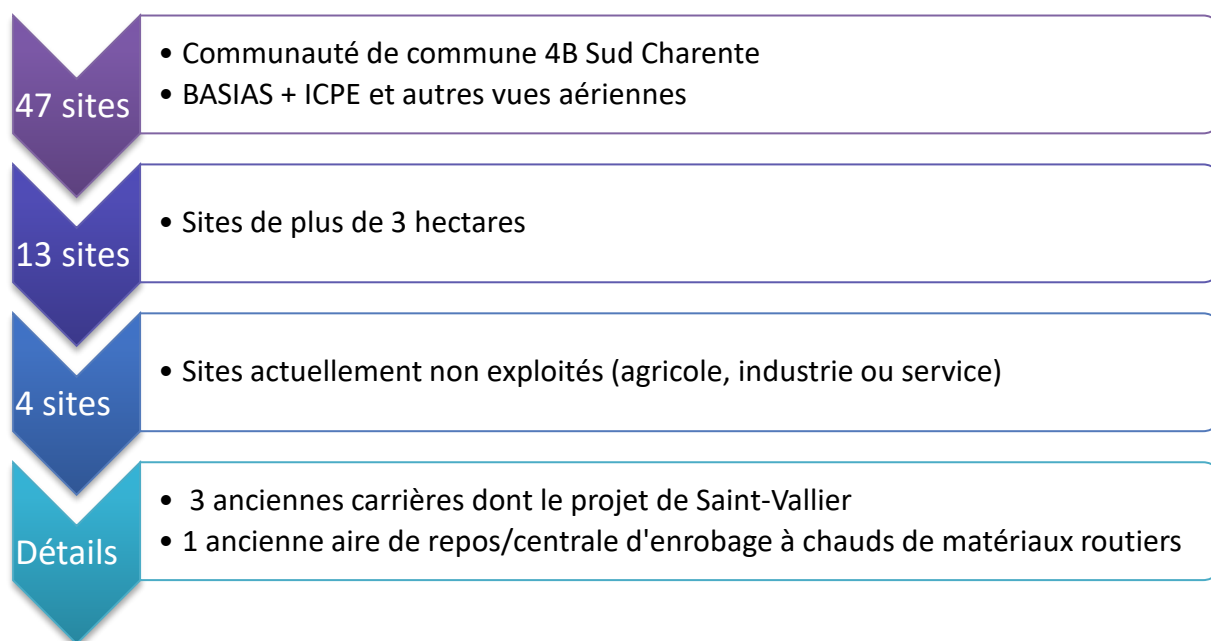 47 sites
• Communauté de commune 4B Sud Charente
• BASIAS + ICPE et autres vues aériennes
13 sites
• Sites de plus de 3 hectares
4 sites
• Sites actuellement non exploités (agricole, industrie ou service)
Détails
• 3 anciennes carrières dont le projet de Saint-Vallier
• 1 ancienne aire de repos/centrale d'enrobage à chauds de matériaux routiers